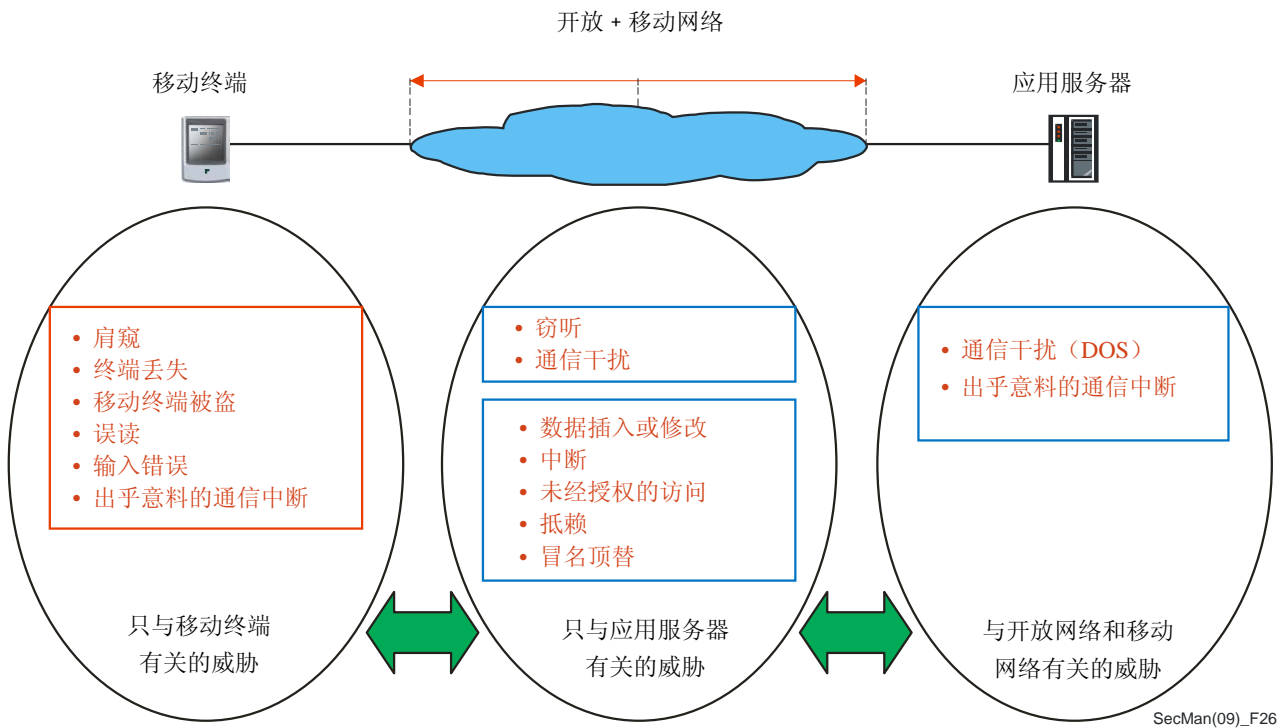 开放 + 移动网络
移动终端
应用服务器
• 肩窥
• 终端丢失
• 移动终端被盗
• 误读
• 输入错误
• 出乎意料的通信中断
只与移动终端
有关的威胁
• 窃听
• 通信干扰
• 数据插入或修改
• 中断
• 未经授权的访问
• 抵赖
• 冒名顶替
只与应用服务器
有关的威胁
• 通信干扰（DOS）
• 出乎意料的通信中断
与开放网络和移动
网络有关的威胁
SecMan(09)_F26